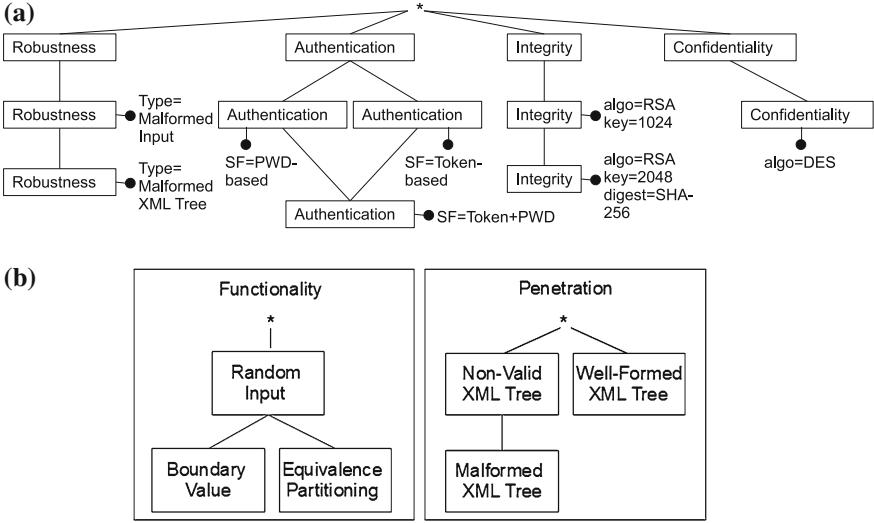 (a)
*
Robustness
Authentication
Integrity
Confidentiality
Robustness
Type=
Malformed
Input
Authentication
Authentication
Integrity
algo=RSA
key=1024
Confidentiality
SF=PWD-
based
SF=Token-
based
algo=DES
Robustness
Type=
Malformed
XML Tree
Integrity
algo=RSA
key=2048
digest=SHA-
256
Authentication
SF=Token+PWD
(b)
Functionality
*
Random
Input
Boundary
Value
Equivalence
Partitioning
Penetration
*
Non-Valid
XML Tree
Well-Formed
XML Tree
Malformed
XML Tree